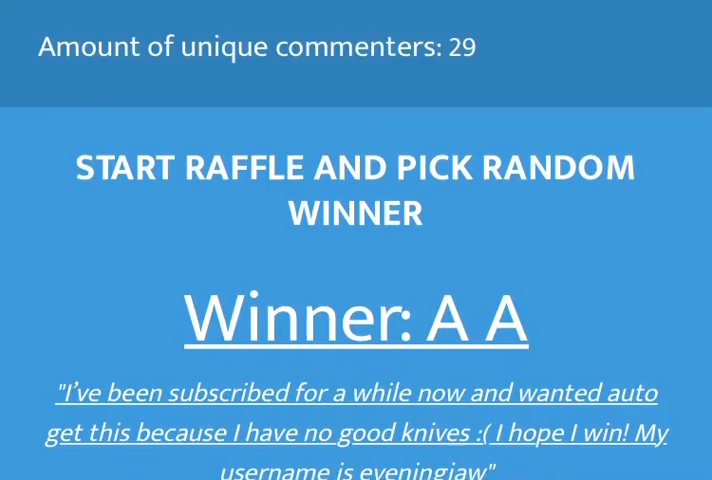 Amount of unique commenters: 29
START RAFFLE AND PICK RANDOM
WINNER
Winner: A A
"I've been subscribed for a while now and wanted auto
get this because I have no good knives :( I hope I win! My
username is eveningjaw"